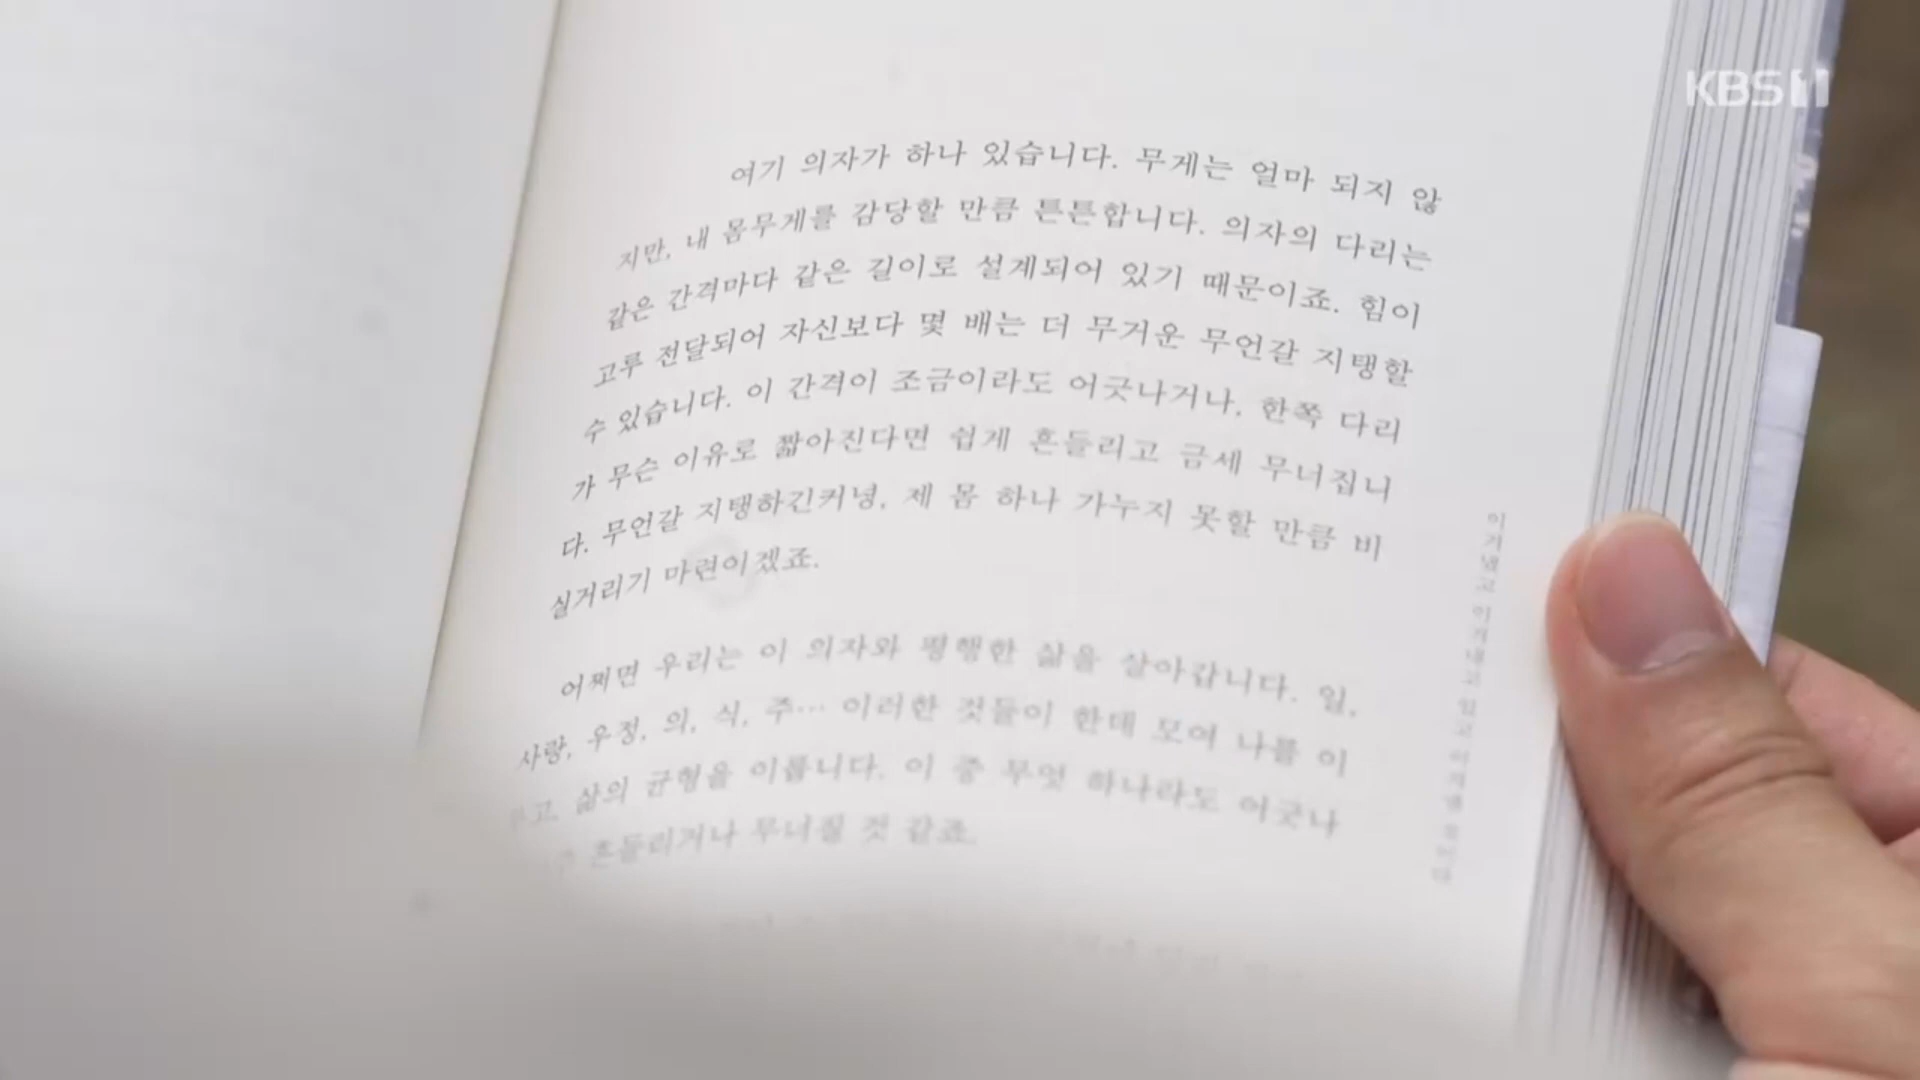 KBS 1
여기 의자가 하나 있습니다. 무게는 얼마 되지 않
지만, 내 몸무게를 감당할 만큼 튼튼합니다. 의자의 다리는
같은 간격마다 같은 길이로 설계되어 있기 때문이죠. 힘이
고루 전달되어 자신보다 몇 배는 더 무거운 무언갈 지탱할
수 있습니다. 이 간격이 조금이라도 어긋나거나, 한쪽 다리
가 무슨 이유로 짧아진다면 쉽게 흔들리고 금세 무너집니
다. 무언갈 지탱하긴커녕, 제 몸 하나 가누지 못할 만큼 비
실거리기 마련이겠죠.
어쩌면 우리는 이 의자와 평행한 삶을 살아갑니다. 일,
사랑, 우정, 의, 식, 주… 이러한 것들이 한데 모여 나를 이
삶의 균형을 이룹니다. 이 중 무엇 하나라도 어긋나
흔들리거나 무너질 것 같죠.